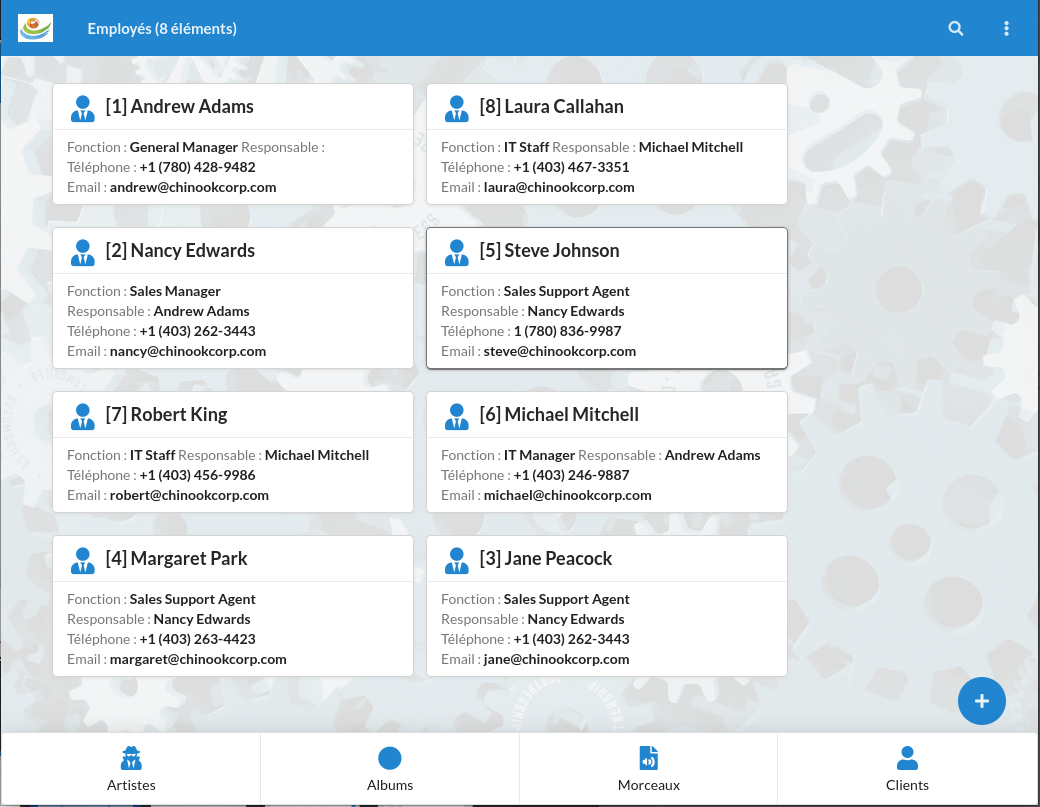 Employés (8 éléments)
[1] Andrew Adams
Fonction : General Manager Responsable :
Téléphone : +1 (780) 428-9482
Email : andrew@chinookcorp.com
[8] Laura Callahan
Fonction : IT Staff Responsable : Michael Mitchell
Téléphone : +1 (403) 467-3351
Email : laura@chinookcorp.com
[2] Nancy Edwards
Fonction : Sales Manager
Responsable : Andrew Adams
Téléphone : +1 (403) 262-3443
Email : nancy@chinookcorp.com
[5] Steve Johnson
Fonction : Sales Support Agent
Responsable : Nancy Edwards
Téléphone : 1 (780) 836-9987
Email : steve@chinookcorp.com
[7] Robert King
Fonction : IT Staff Responsable : Michael Mitchell
Téléphone : +1 (403) 456-9986
Email : robert@chinookcorp.com
[6] Michael Mitchell
Fonction : IT Manager Responsable : Andrew Adams
Téléphone : +1 (403) 246-9887
Email : michael@chinookcorp.com
[4] Margaret Park
Fonction : Sales Support Agent
Responsable : Nancy Edwards
Téléphone : +1 (403) 263-4423
Email : margaret@chinookcorp.com
[3] Jane Peacock
Fonction : Sales Support Agent
Responsable : Nancy Edwards
Téléphone : +1 (403) 262-3443
Email : jane@chinookcorp.com
Artistes
Albums
Morceaux
Clients